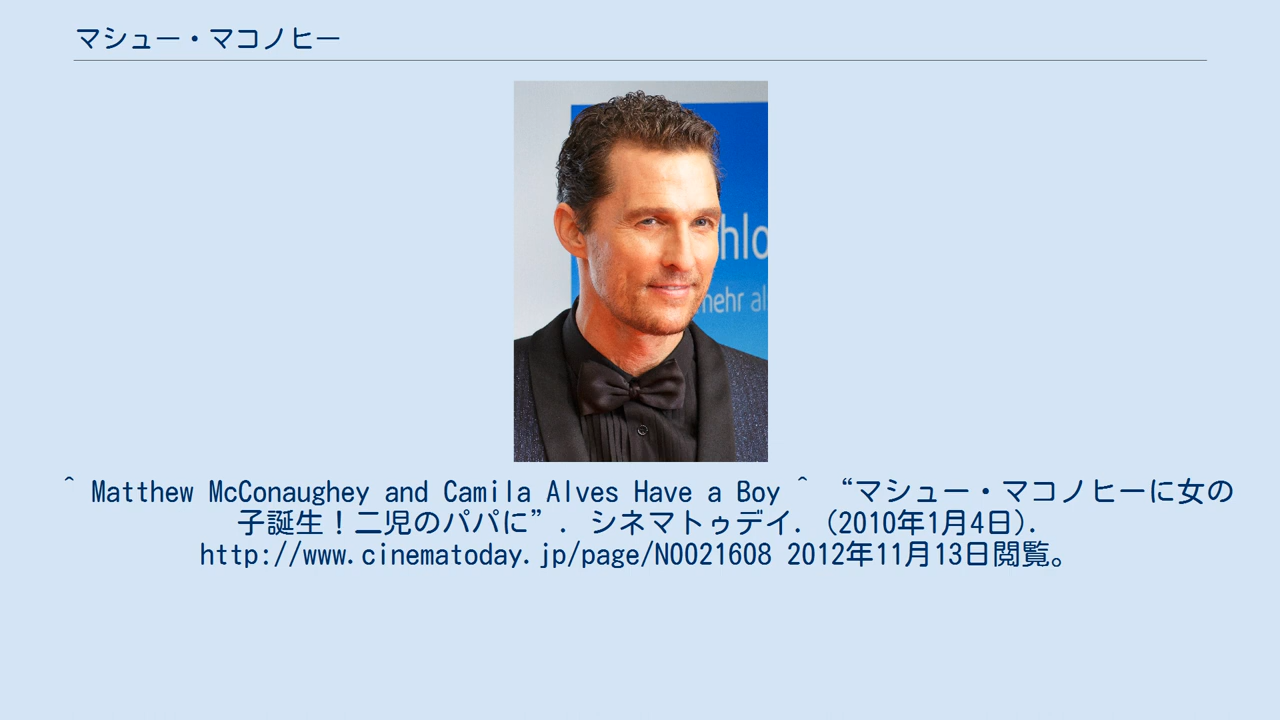 マシュー・マコノヒー
hlo
mehr al
^ Matthew McConaughey and Camila Alves Have a Boy ^ “マシュー・マコノヒーに女の
子誕生！二児のパパに”. シネマトゥデイ. (2010年1月4日).
http://www.cinematoday.jp/page/N0021608 2012年11月13日閲覧。